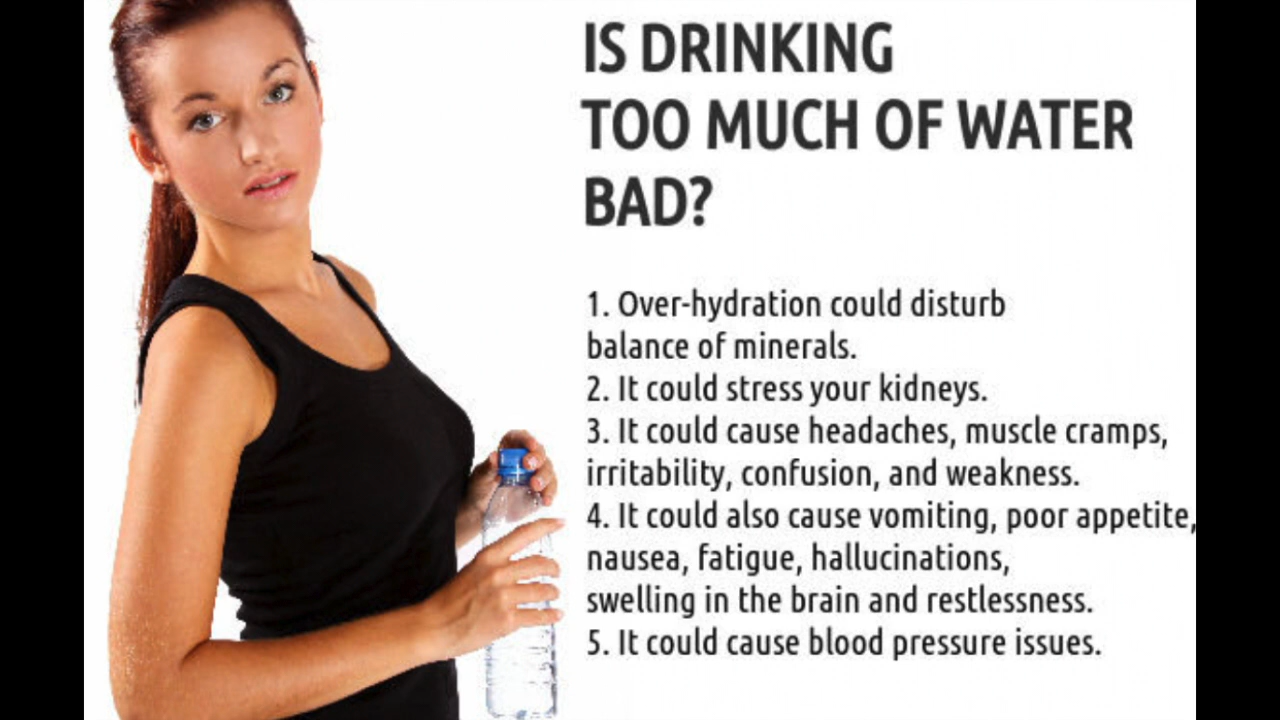 IS DRINKING
TOO MUCH OF WATER
BAD?
1. Over-hydration could disturb
balance of minerals.
2. It could stress your kidneys.
3. It could cause headaches, muscle cramps,
irritability, confusion, and weakness.
4. It could also cause vomiting, poor appetite,
nausea, fatigue, hallucinations,
swelling in the brain and restlessness.
5. It could cause blood pressure issues.